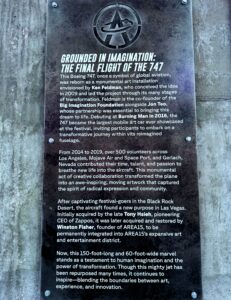 GROUNDED IN IMAGINATION:
THE FINAL FLIGHT OF THE 747
This Boeing 747, once a symbol of global aviation,
was reborn as a monumental art installation
envisioned by Ken Feldman, who conceived the idea
in 2009 and led the project through its many stages
of transformation. Feldman is the co-founder of the
Big Imagination Foundation alongside Jon Teo,
whose partnership was essential to bringing this
dream to life. Debuting at Burning Man in 2016, the
747 became the largest mobile art car ever showcased
at the festival, inviting participants to embark on a
transformative journey within its reimagined
fuselage.
From 2014 to 2019, over 500 volunteers across
Los Angeles, Mojave Air and Space Port, and Gerlach,
Nevada contributed their time, talent, and passion to
breathe new life into the aircraft. This monumental
act of creative collaboration transformed the plane
into an awe-inspiring, moving artwork that captured
the spirit of radical expression and community.
After captivating festival-goers in the Black Rock
Desert, the aircraft found a new purpose in Las Vegas.
Initially acquired by the late Tony Hsieh, pioneering
CEO of Zappos, it was later acquired and restored by
Winston Fisher, founder of AREA15, to be
permanently integrated into AREA15's expansive art
and entertainment district.
Now, this 150-foot-long and 60-foot-wide marvel
stands as a testament to human imagination and the
power of transformation. Though this mighty jet has
been repurposed many times, it continues to
inspire—defending the boundaries between art,
experience, and innovation.